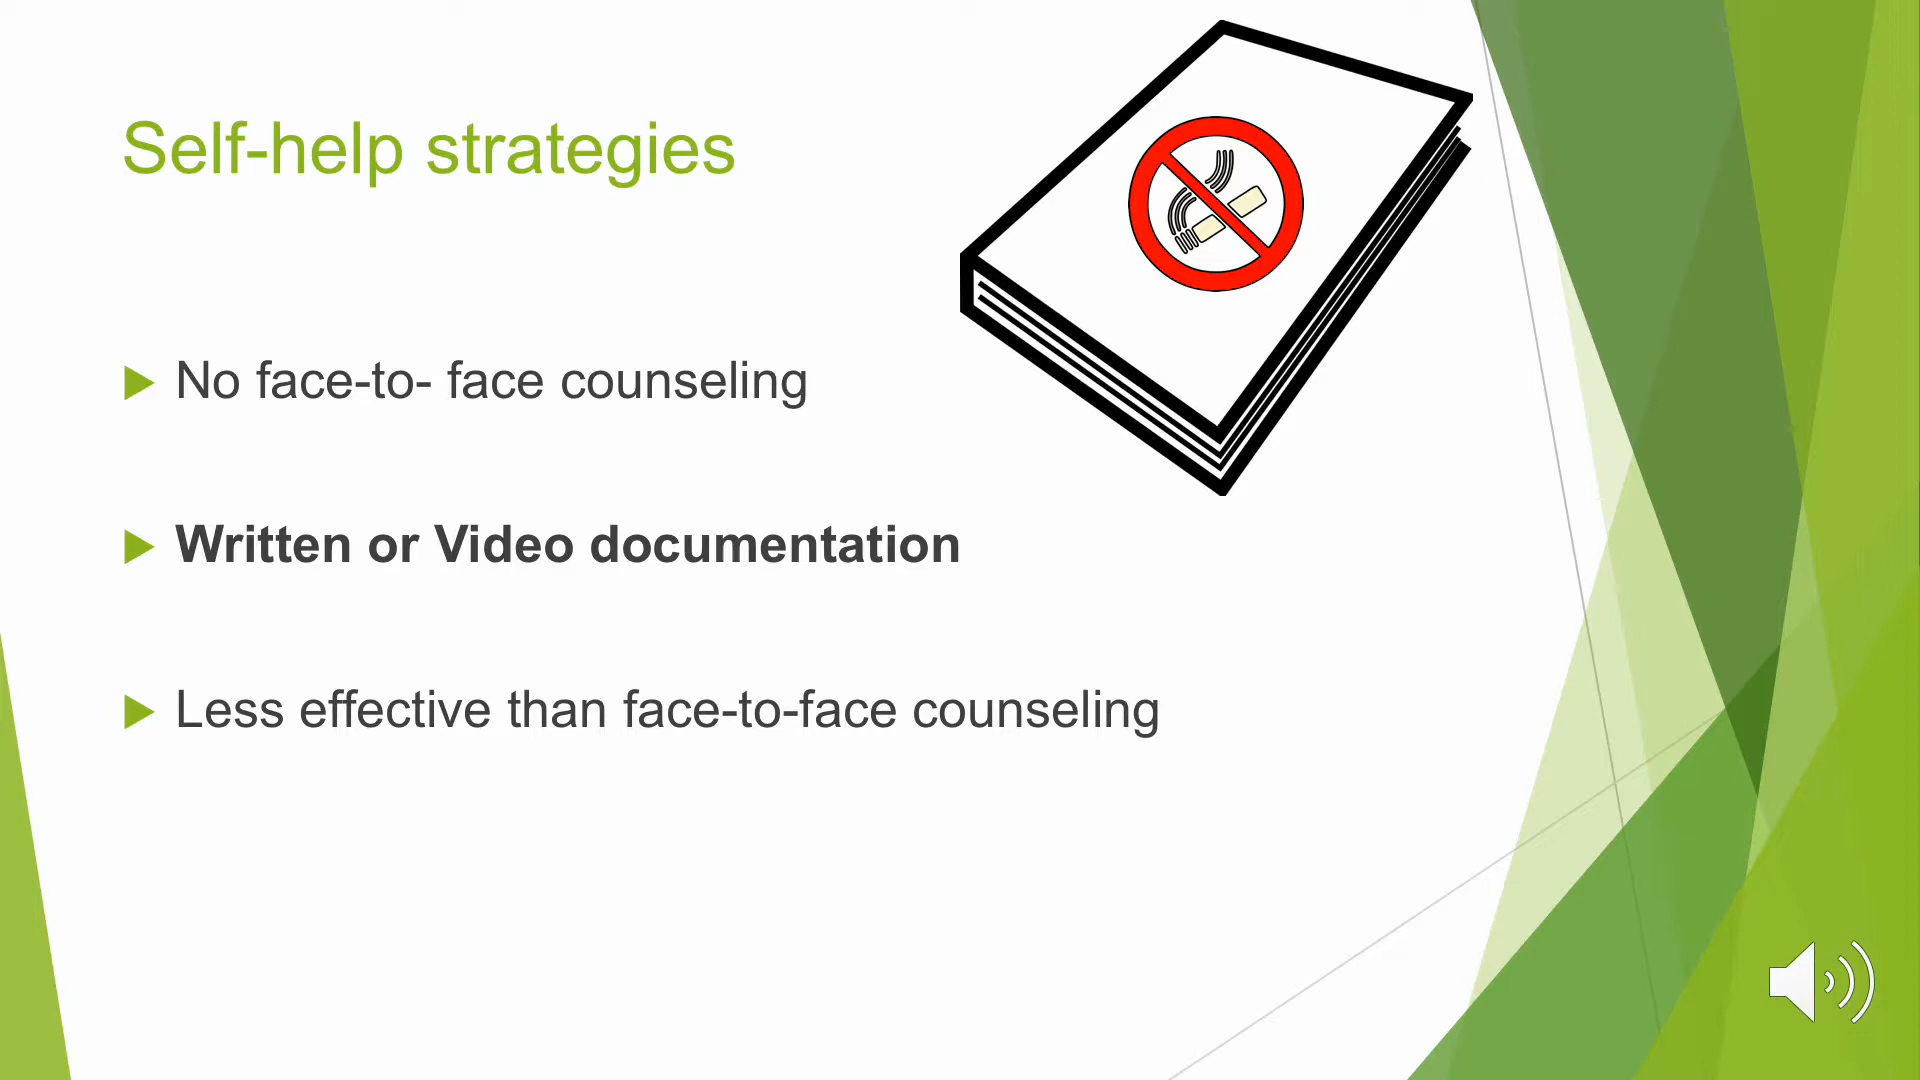 Self-help strategies
No face-to- face counseling
Written or Video documentation
Less effective than face-to-face counseling